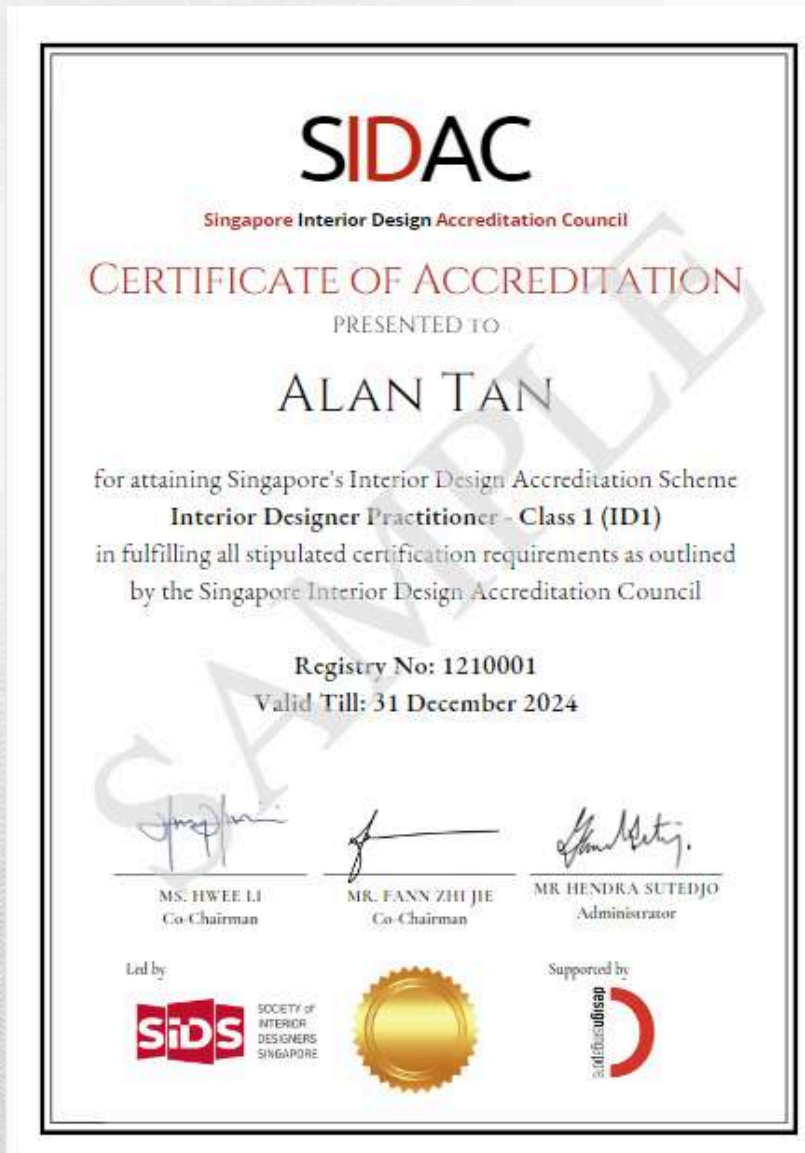 SIDAC
Singapore Interior Design Accreditation Council
CERTIFICATE OF ACCREDITATION
PRESENTED TO
ALAN TAN
for attaining Singapore's Interior Design Accreditation Scheme
Interior Designer Practitioner - Class 1 (ID1)
in fulfilling all stipulated certification requirements as outlined
by the Singapore Interior Design Accreditation Council
Registry No: 1210001
Valid Till: 31 December 2024
SAMPLE
MS. HWEE LI
Co-Chairman
MR. FANN ZHI JIE
Co-Chairman
MR HENDRA SUTEDJO
Administrator
Led by
SiDS
SOCIETY of
INTERIOR
DESIGNERS
SINGAPORE
Supported by
designsingapore